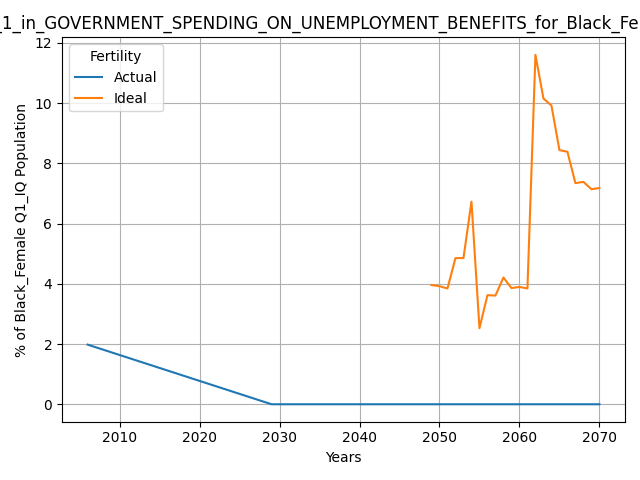 _1_in_GOVERNMENT_SPENDING_ON_UNEMPLOYMENT_BENEFITS_for_Black_Fe
Fertility
Actual
Ideal
12
10
8
6
4
2
0
% of Black_Female Q1_IQ Population
2010 2020 2030 2040 2050 2060 2070
Years